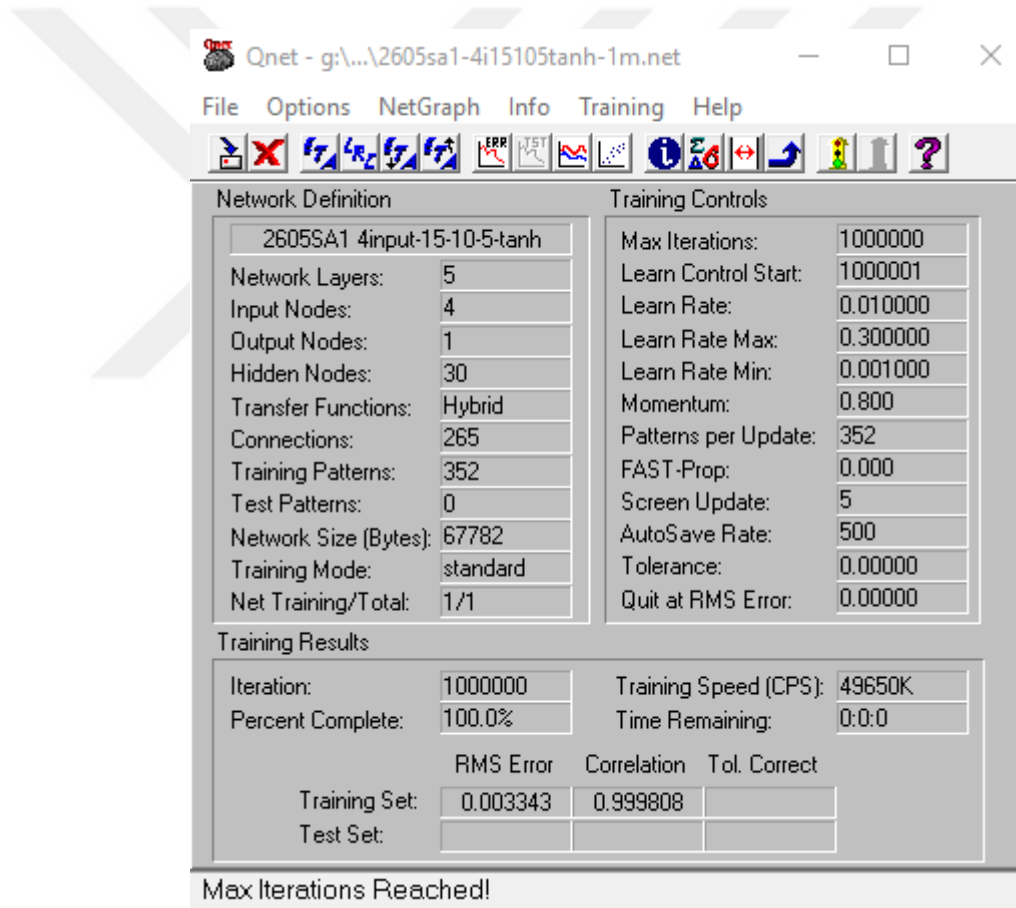 Qnet - g:\...\2605sa1-4i15105tanh-1m.net
File Options NetGraph Info Training Help
Network Definition
2605SA1 4input-15-10-5-tanh
Network Layers: 5
Input Nodes: 4
Output Nodes: 1
Hidden Nodes: 30
Transfer Functions: Hybrid
Connections: 265
Training Patterns: 352
Test Patterns: 0
Network Size (Bytes): 67782
Training Mode: standard
Net Training/Total: 1/1
Training Controls
Max Iterations: 1000000
Learn Control Start: 1000001
Learn Rate: 0.010000
Learn Rate Max: 0.300000
Learn Rate Min: 0.001000
Momentum: 0.800
Patterns per Update: 352
FAST-Prop: 0.000
Screen Update: 5
AutoSave Rate: 500
Tolerance: 0.00000
Quit at RMS Error: 0.00000
Training Results
Iteration: 1000000 Training Speed (CPS): 49650K
Percent Complete: 100.0% Time Remaining: 0:0:0
RMS Error Correlation Tol. Correct
Training Set: 0.003343 0.999808
Test Set:
Max Iterations Reached!